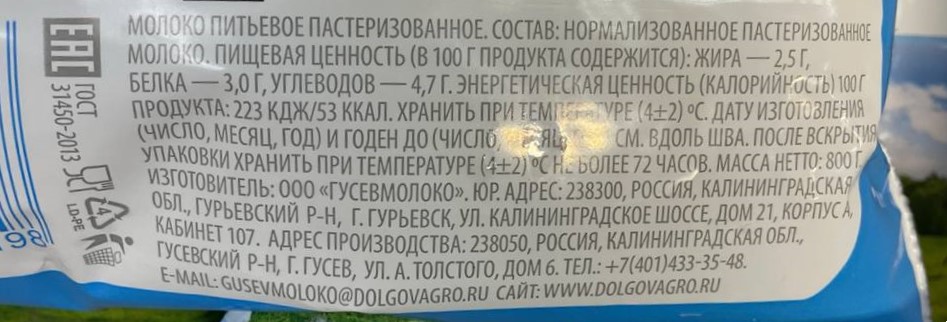 МОЛОКО ПИТЬЕВОЕ ПАСТЕРИЗОВАННОЕ. СОСТАВ: НОРМАЛИЗОВАННОЕ ПАСТЕРИЗОВАННОЕ
МОЛОКО. ПИЩЕВАЯ ЦЕННОСТЬ (В 100 Г ПРОДУКТА СОДЕРЖИТСЯ): ЖИРА — 2,5 Г,
БЕЛКА — 3,0 Г, УГЛЕВОДОВ — 4,7 Г. ЭНЕРГЕТИЧЕСКАЯ ЦЕННОСТЬ (КАЛОРИЙНОСТЬ) 100 Г
ПРОДУКТА: 223 КДЖ/53 ККАЛ. ХРАНИТЬ ПРИ ТЕМПЕРАТУРЕ (4±2) ºС. ДАТУ ИЗГОТОВЛЕНИЯ
(ЧИСЛО, МЕСЯЦ, ГОД) И ГОДЕН ДО (ЧИСЛО СМ. ВДОЛЬ ШВА. ПОСЛЕ ВСКРЫТИЯ
УПАКОВКИ ХРАНИТЬ ПРИ ТЕМПЕРАТУРЕ (4±2) ºС НЕ БОЛЕЕ 72 ЧАСОВ. МАССА НЕТТО: 800 Г
ИЗГОТОВИТЕЛЬ: ООО «ГУСЕВМОЛОКО». ЮР. АДРЕС: 238300, РОССИЯ, КАЛИНИНГРАДСКАЯ
ОБЛ., ГУРЬЕВСКИЙ Р-Н, Г. ГУРЬЕВСК, УЛ. КАЛИНИНГРАДСКОЕ ШОССЕ, ДОМ 21, КОРПУС А,
КАБИНЕТ 107. АДРЕС ПРОИЗВОДСТВА: 238050, РОССИЯ, КАЛИНИНГРАДСКАЯ ОБЛ.,
ГУСЕВСКИЙ Р-Н, Г. ГУСЕВ, УЛ. А.ТОЛСТОГО, ДОМ 6. ТЕЛ.: +7(401)433-35-48.
E-MAIL: GUSEVMOLOKO@DOLGOVAGRO.RU САЙТ: WWW.DOLGOVAGRO.RU
ЕАС
ГОСТ
31450-2013
4
LD-PE
98